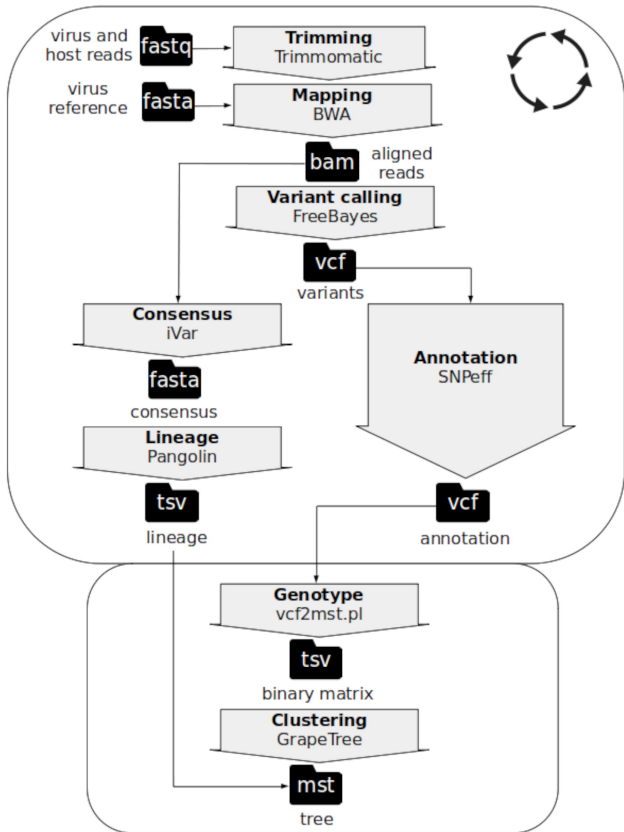 virus and
host reads
fastq
Trimming
Trimmomatic
virus
reference
fasta
Mapping
BWA
bam
aligned
reads
Variant calling
FreeBayes
vcf
variants
Consensus
iVar
Annotation
SNPeff
fasta
consensus
Lineage
Pangolin
tsv
lineage
vcf
annotation
Genotype
vcf2mst.pl
tsv
binary matrix
Clustering
GrapeTree
mst
tree